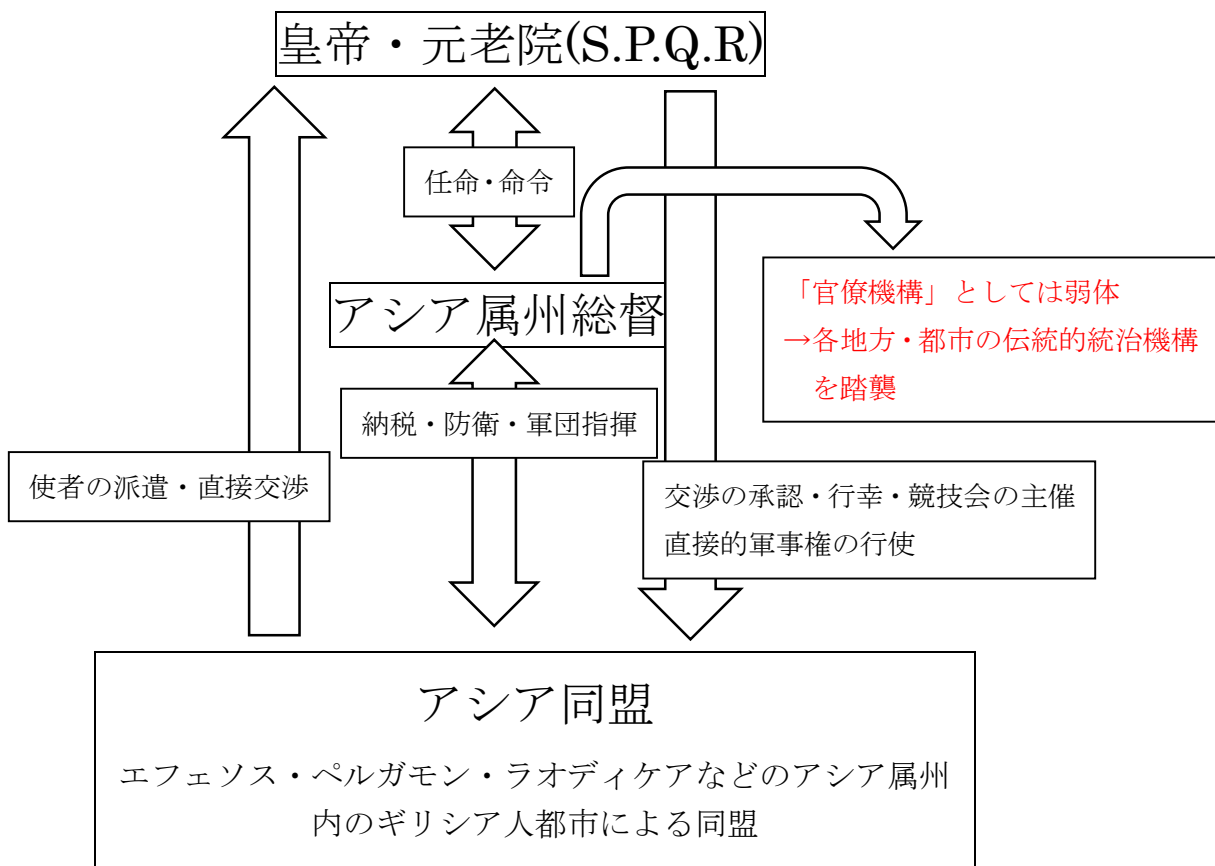 皇帝・元老院(S.P.Q.R)
任命・命令
アシア属州総督
「官僚機構」としては弱体
→各地方・都市の伝統的統治機構
を踏襲
納税・防衛・軍団指揮
使者の派遣・直接交渉
交渉の承認・行幸・競技会の主催
直接的軍事権の行使
アシア同盟
エフェソス・ペルガモン・ラオディケアなどのアシア属州
内のギリシア人都市による同盟